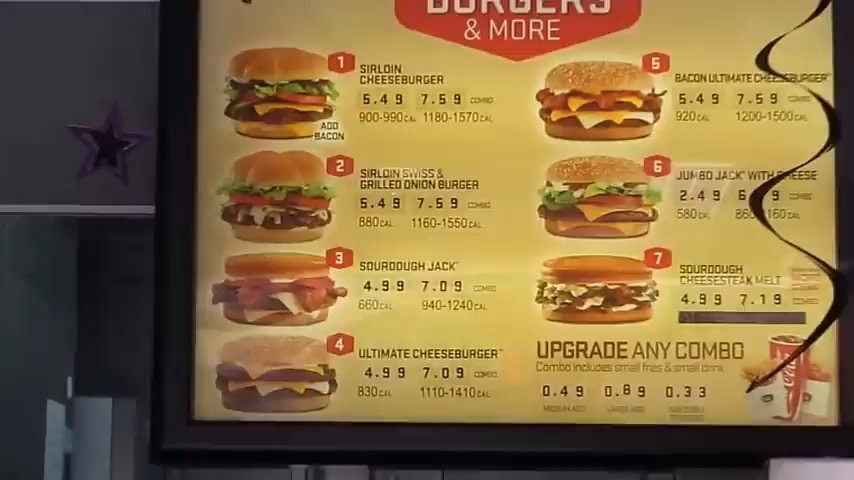 BURGERS
& MORE
1
SIRLOIN
CHEESEBURGER
5.49 7.59 COMBO
900-990 CAL 1180-1570 CAL
ADD
BACON
2
SIRLOIN SWISS &
GRILLED ONION BURGER
5.49 7.59 COMBO
880 CAL 1160-1550 CAL
3
SOURDOUGH JACK
4.99 7.09 COMBO
660 CAL 940-1240 CAL
4
ULTIMATE CHEESEBURGER
4.99 7.09 COMBO
830 CAL 1110-1410 CAL
5
BACON ULTIMATE CHEESEBURGER
5.49 7.59 COMBO
920 CAL 1200-1500 CAL
6
JUMBO JACK WITH CHEESE
2.49
580 CAL
7
SOURDOUGH
CHEESESTEAK MELT
4.99 7.19 COMBO
UPGRADE ANY COMBO
Combo includes small fries & small drink
0.49 0.89 0.33